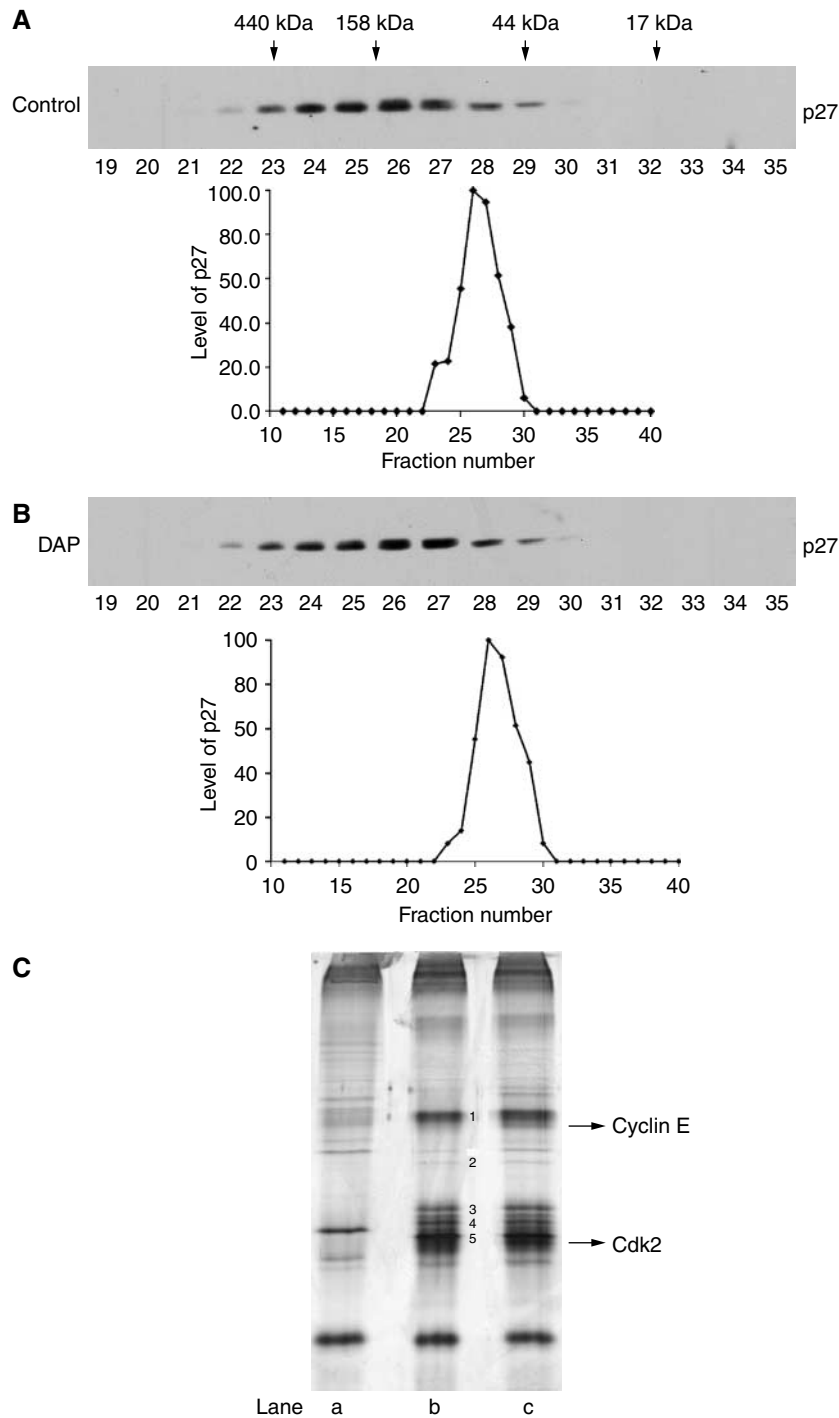 A
440 kDa 158 kDa 44 kDa 17 kDa
Control p27
19 20 21 22 23 24 25 26 27 28 29 30 31 32 33 34 35
100.0
80.0
50.0
40.0
20.0
0.0
Level of p27
10 15 20 25 30 35 40
Fraction number
B
DAP p27
19 20 21 22 23 24 25 26 27 28 29 30 31 32 33 34 35
100
80
50
40
20
0
Level of p27
10 15 20 25 30 35 40
Fraction number
C
1
Cyclin E
2
3
4
5
Cdk2
Lane a b c